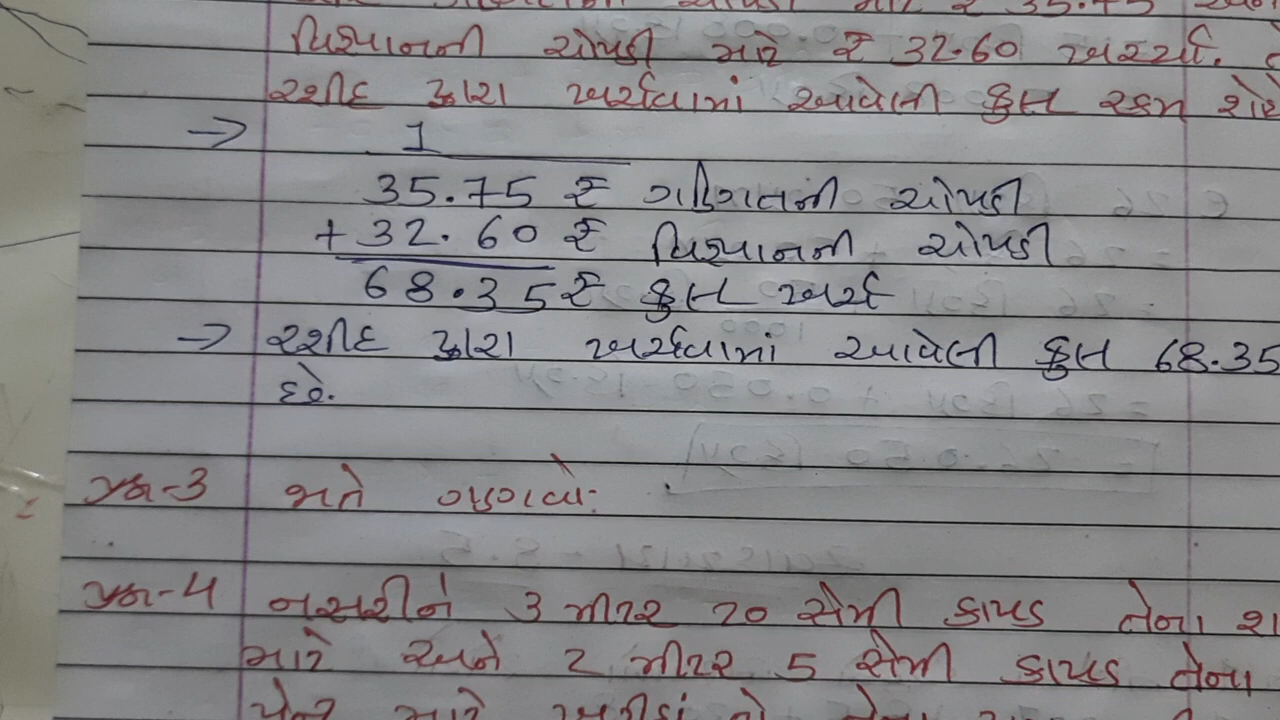 માટે ₹ 35.75
વિજ્ઞાનની ચોપડી માટે ₹ 32.60 ખર્ચ્યા.
રશીદ દ્વારા ખર્ચવામાં આવેલી કુલ રકમ શોધો
→ 1
35.75 ₹ ગણિતની ચોપડી
+ 32.60 ₹ વિજ્ઞાનની ચોપડી
68.35 ₹ કુલ ખર્ચ
→ રશીદ દ્વારા ખર્ચવામાં આવેલી કુલ 68.35
પ્ર-3 જાતે ગણો:
પ્ર-4 નસરીને 3 મીટર 20 સેમી કાપડ તેના
માટે અને 2 મીટર 5 સેમી કાપડ તેના
માટે